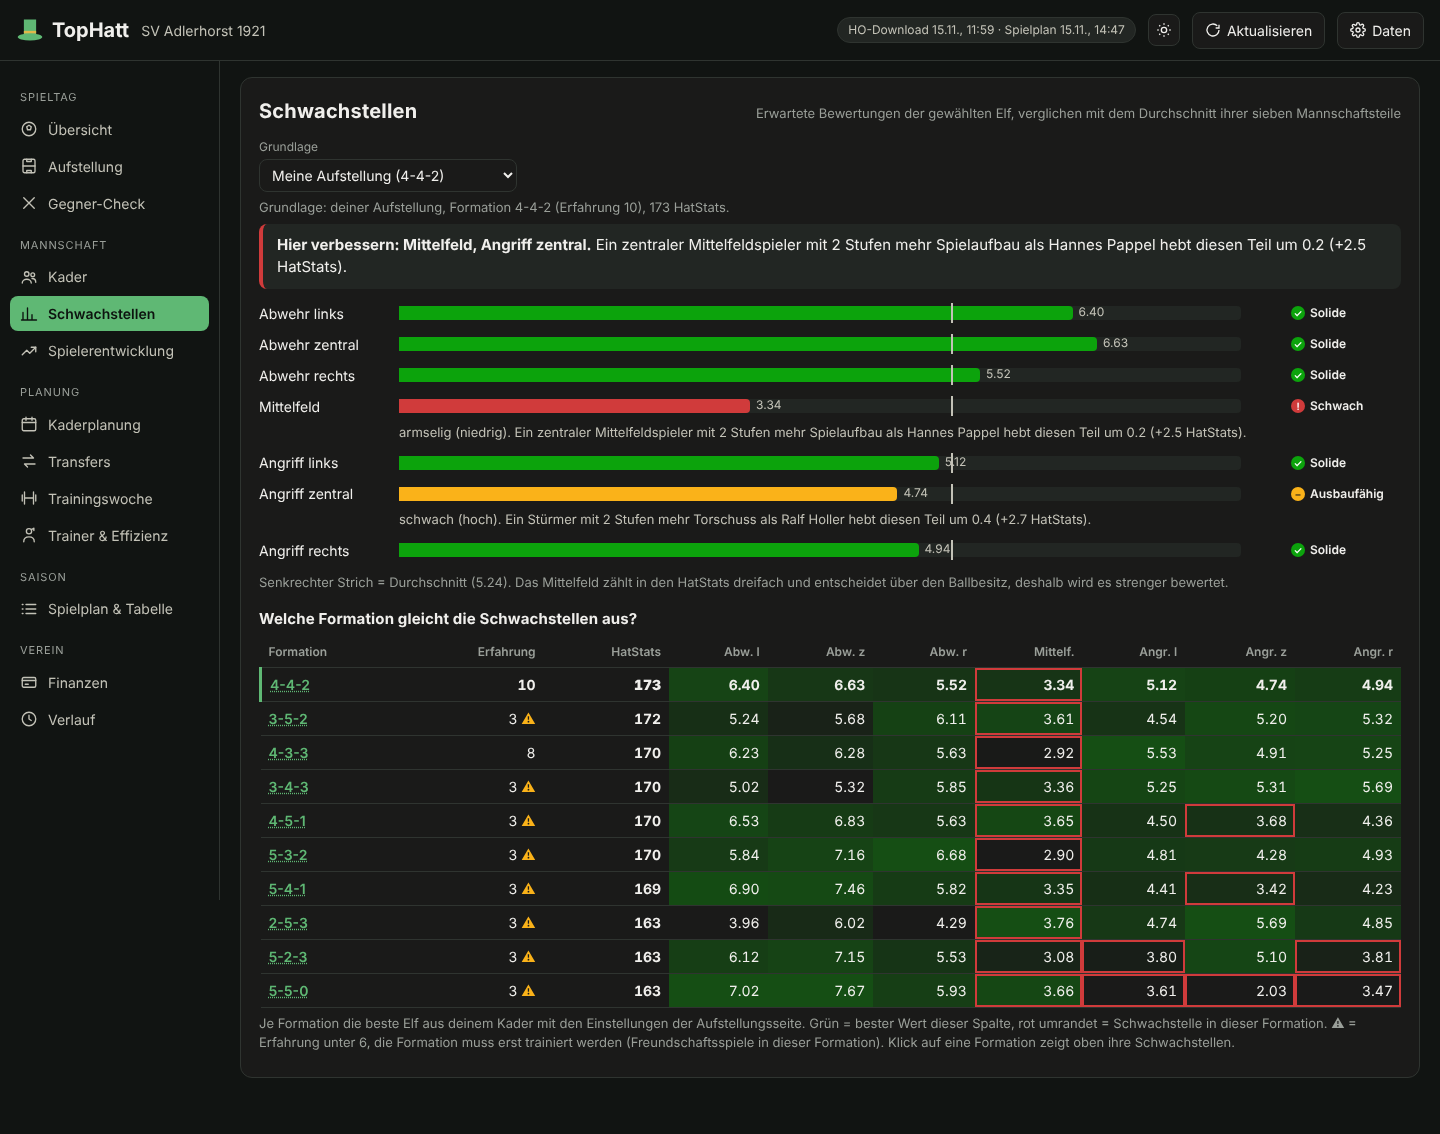 TopHatt SV Adlerhorst 1921
HO-Download 15.11., 11:59 · Spielplan 15.11., 14:47
Aktualisieren
Daten
SPIELTAG
Übersicht
Aufstellung
Gegner-Check
MANNSCHAFT
Kader
Schwachstellen
Spielerentwicklung
PLANUNG
Kaderplanung
Transfers
Trainingswoche
Trainer & Effizienz
SAISON
Spielplan & Tabelle
VEREIN
Finanzen
Verlauf
Schwachstellen
Erwartete Bewertungen der gewählten Elf, verglichen mit dem Durchschnitt ihrer sieben Mannschaftsteile
Grundlage
Meine Aufstellung (4-4-2)
Grundlage: deiner Aufstellung, Formation 4-4-2 (Erfahrung 10), 173 HatStats.
Hier verbessern: Mittelfeld, Angriff zentral. Ein zentraler Mittelfeldspieler mit 2 Stufen mehr Spielaufbau als Hannes Pappel hebt diesen Teil um 0.2 (+2.5
HatStats).
Abwehr links 6.40 Solide
Abwehr zentral 6.63 Solide
Abwehr rechts 5.52 Solide
Mittelfeld 3.34 Schwach
armselig (niedrig). Ein zentraler Mittelfeldspieler mit 2 Stufen mehr Spielaufbau als Hannes Pappel hebt diesen Teil um 0.2 (+2.5 HatStats).
Angriff links 5.12 Solide
Angriff zentral 4.74 Ausbaufähig
schwach (hoch). Ein Stürmer mit 2 Stufen mehr Torschuss als Ralf Holler hebt diesen Teil um 0.4 (+2.7 HatStats).
Angriff rechts 4.94 Solide
Senkrechter Strich = Durchschnitt (5.24). Das Mittelfeld zählt in den HatStats dreifach und entscheidet über den Ballbesitz, deshalb wird es strenger bewertet.
Welche Formation gleicht die Schwachstellen aus?
Formation Erfahrung HatStats Abw. l Abw. z Abw. r Mittelf. Angr. l Angr. z Angr. r
4-4-2 10 173 6.40 6.63 5.52 3.34 5.12 4.74 4.94
3-5-2 3 ⚠ 172 5.24 5.68 6.11 3.61 4.54 5.20 5.32
4-3-3 8 170 6.23 6.28 5.63 2.92 5.53 4.91 5.25
3-4-3 3 ⚠ 170 5.02 5.32 5.85 3.36 5.25 5.31 5.69
4-5-1 3 ⚠ 170 6.53 6.83 5.63 3.65 4.50 3.68 4.36
5-3-2 3 ⚠ 170 5.84 7.16 6.68 2.90 4.81 4.28 4.93
5-4-1 3 ⚠ 169 6.90 7.46 5.82 3.35 4.41 3.42 4.23
2-5-3 3 ⚠ 163 3.96 6.02 4.29 3.76 4.74 5.69 4.85
5-2-3 3 ⚠ 163 6.12 7.15 5.53 3.08 3.80 5.10 3.81
5-5-0 3 ⚠ 163 7.02 7.67 5.93 3.66 3.61 2.03 3.47
Je Formation die beste Elf aus deinem Kader mit den Einstellungen der Aufstellungsseite. Grün = bester Wert dieser Spalte, rot umrandet = Schwachstelle in dieser Formation. ⚠ =
Erfahrung unter 6, die Formation muss erst trainiert werden (Freundschaftsspiele in dieser Formation). Klick auf eine Formation zeigt oben ihre Schwachstellen.